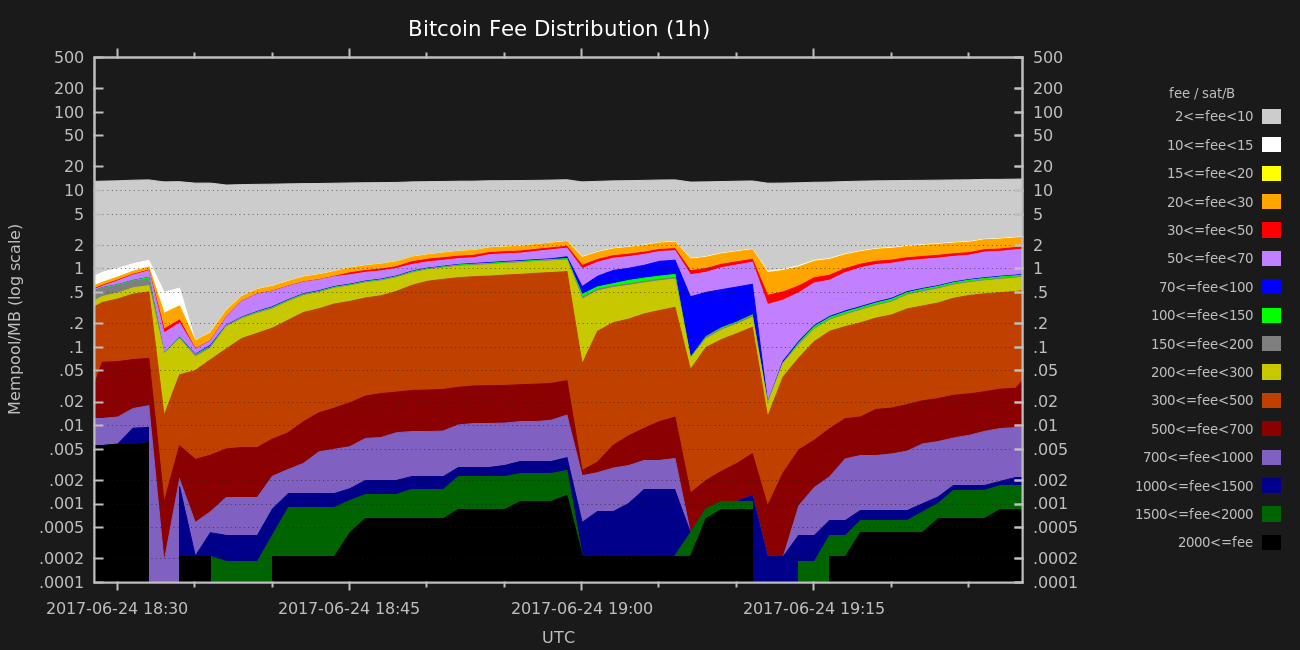 Bitcoin Fee Distribution (1h)
500
200
100
50
20
10
5
2
1
.5
.2
.1
.05
.02
.01
.005
.002
.001
.0005
.0002
.0001
Mempool/MB (log scale)
500
200
100
50
20
10
5
2
1
.5
.2
.1
.05
.02
.01
.005
.002
.001
.0005
.0002
.0001
2017-06-24 18:30
2017-06-24 18:45
2017-06-24 19:00
2017-06-24 19:15
UTC
fee / sat/B
2<=fee<10
10<=fee<15
15<=fee<20
20<=fee<30
30<=fee<50
50<=fee<70
70<=fee<100
100<=fee<150
150<=fee<200
200<=fee<300
300<=fee<500
500<=fee<700
700<=fee<1000
1000<=fee<1500
1500<=fee<2000
2000<=fee